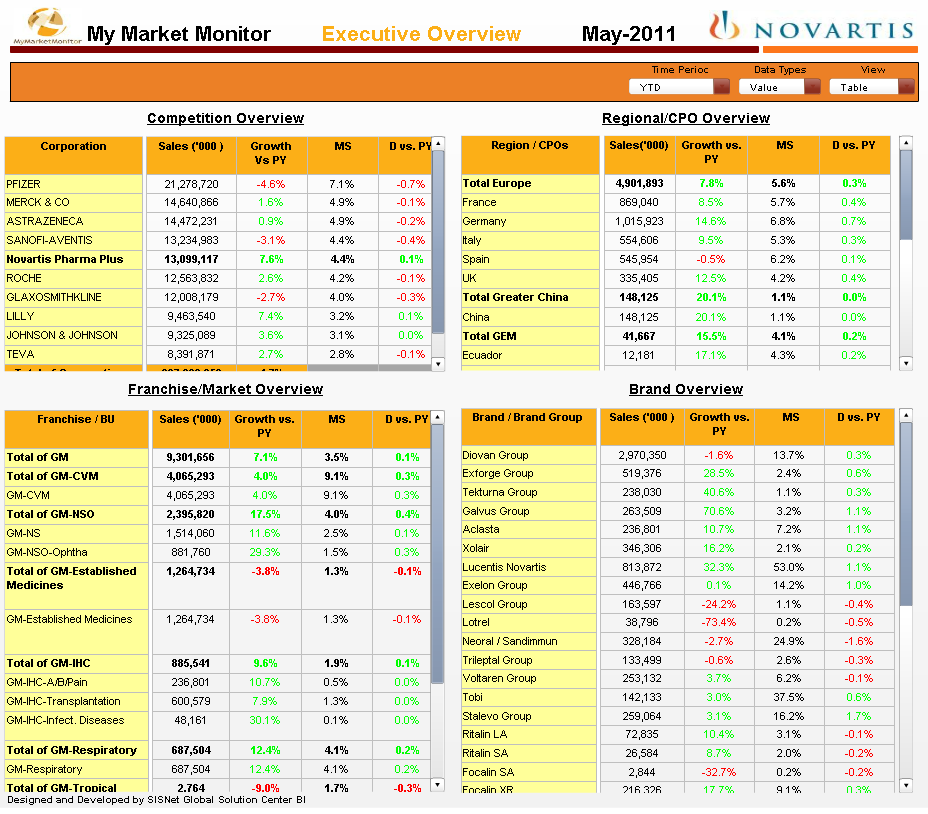 MyMarketMonitor
My Market Monitor
Executive Overview
May-2011
NOVARTIS
Time Perioc
Data Types
View
YTD
Value
Table
Competition Overview
Corporation Sales ('000 ) Growth Vs PY MS D vs. PY
PFIZER 21,278,720 -4.6% 7.1% -0.7%
MERCK & CO 14,640,866 1.6% 4.9% -0.1%
ASTRAZENECA 14,472,231 0.9% 4.9% -0.2%
SANOFI-AVENTIS 13,234,983 -3.1% 4.4% -0.4%
Novartis Pharma Plus 13,099,117 7.6% 4.4% 0.1%
ROCHE 12,563,832 2.6% 4.2% -0.1%
GLAXOSMITHKLINE 12,008,179 -2.7% 4.0% -0.3%
LILLY 9,463,540 7.4% 3.2% 0.1%
JOHNSON & JOHNSON 9,325,089 3.6% 3.1% 0.0%
TEVA 8,391,871 2.7% 2.8% -0.1%
Regional/CPO Overview
Region / CPOs Sales('000) Growth vs. PY MS D vs. PY
Total Europe 4,901,893 7.8% 5.6% 0.3%
France 869,040 8.5% 5.7% 0.4%
Germany 1,015,923 14.6% 6.8% 0.7%
Italy 554,606 9.5% 5.3% 0.3%
Spain 545,954 -0.5% 6.2% 0.1%
UK 335,405 12.5% 4.2% 0.4%
Total Greater China 148,125 20.1% 1.1% 0.0%
China 148,125 20.1% 1.1% 0.0%
Total GEM 41,667 15.5% 4.1% 0.2%
Ecuador 12,181 17.1% 4.3% 0.2%
Franchise/Market Overview
Franchise / BU Sales ('000) Growth vs. PY MS D vs. PY
Total of GM 9,301,656 7.1% 3.5% 0.1%
Total of GM-CVM 4,065,293 4.0% 9.1% 0.3%
GM-CVM 4,065,293 4.0% 9.1% 0.3%
Total of GM-NSO 2,395,820 17.5% 4.0% 0.4%
GM-NS 1,514,060 11.6% 2.5% 0.1%
GM-NSO-Ophtha 881,760 29.3% 1.5% 0.3%
Total of GM-Established Medicines 1,264,734 -3.8% 1.3% -0.1%
GM-Established Medicines 1,264,734 -3.8% 1.3% -0.1%
Total of GM-IHC 885,541 9.6% 1.9% 0.1%
GM-IHC-A/B/Pain 236,801 10.7% 0.5% 0.0%
GM-IHC-Transplantation 600,579 7.9% 1.3% 0.0%
GM-IHC-Infect. Diseases 48,161 30.1% 0.1% 0.0%
Total of GM-Respiratory 687,504 12.4% 4.1% 0.2%
GM-Respiratory 687,504 12.4% 4.1% 0.2%
Total of GM-Tropical 2,764 -9.0% 1.7% -0.3%
Brand Overview
Brand / Brand Group Sales ('000 ) Growth vs. PY MS D vs. PY
Diovan Group 2,970,350 -1.6% 13.7% 0.3%
Exforge Group 519,376 28.5% 2.4% 0.6%
Tekturna Group 238,030 40.6% 1.1% 0.3%
Galvus Group 263,509 70.6% 3.2% 1.1%
Aclasta 236,801 10.7% 7.2% 1.1%
Xolair 346,306 16.2% 2.1% 0.2%
Lucentis Novartis 813,872 32.3% 53.0% 1.1%
Exelon Group 446,766 0.1% 14.2% 1.0%
Lescol Group 163,597 -24.2% 1.1% -0.4%
Lotrel 38,796 -73.4% 0.2% -0.5%
Neoral / Sandimmun 328,184 -2.7% 24.9% -1.6%
Trileptal Group 133,499 -0.6% 2.6% -0.3%
Voltaren Group 253,132 3.7% 6.2% -0.1%
Tobi 142,133 3.0% 37.5% 0.6%
Stalevo Group 259,064 3.1% 16.2% 1.7%
Ritalin LA 72,835 10.4% 3.1% -0.1%
Ritalin SA 26,584 8.7% 2.0% -0.2%
Focalin SA 2,844 -32.7% 0.2% -0.2%
Focalin XR 216,326 17.7% 9.1% 0.3%
Designed and Developed by SISNet Global Solution Center BI